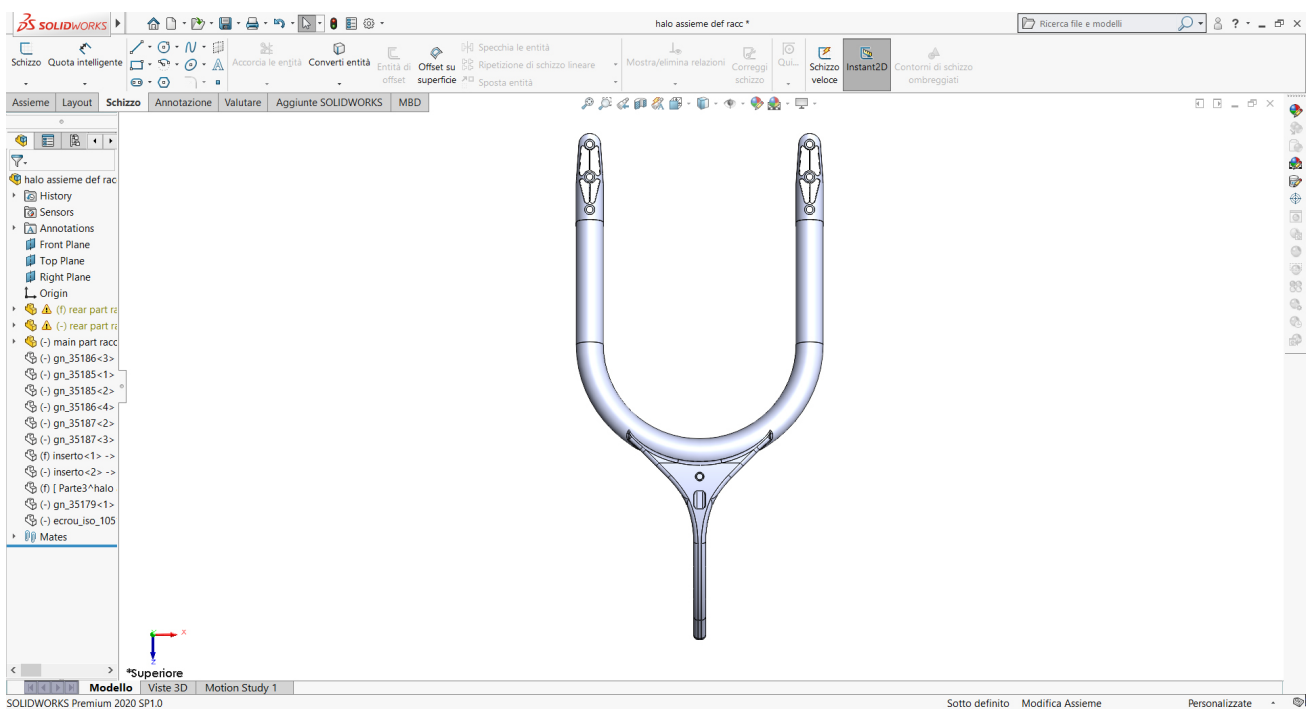 SOLIDWORKS
halo assieme def racc *
Ricerca file e modelli
Schizzo
Quota intelligente
Accorcia le entità
Converti entità
Entità di offset
Offset su superficie
Specchia le entità
Ripetizione di schizzo lineare
Sposta entità
Mostra/elimina relazioni
Correggi schizzo
Qui...
Schizzo veloce
Instant2D
Contorni di schizzo ombreggiati
Assieme Layout Schizzo Annotazione Valutare Aggiunte SOLIDWORKS MBD
halo assieme def rac
History
Sensors
Annotations
Front Plane
Top Plane
Right Plane
Origin
(f) rear part ra
(-) rear part ra
(-) main part racc
(-) gn_35186<3>
(-) gn_35185<1>
(-) gn_35185<2>
(-) gn_35186<4>
(-) gn_35187<2>
(-) gn_35187<3>
(f) inserto<1> ->
(-) inserto<2> ->
(f) [ Parte3^halo
(-) gn_35179<1>
(-) ecrou_iso_105
Mates
x
z
*Superiore
Modello Viste 3D Motion Study 1
SOLIDWORKS Premium 2020 SP1.0
Sotto definito Modifica Assieme Personalizzate